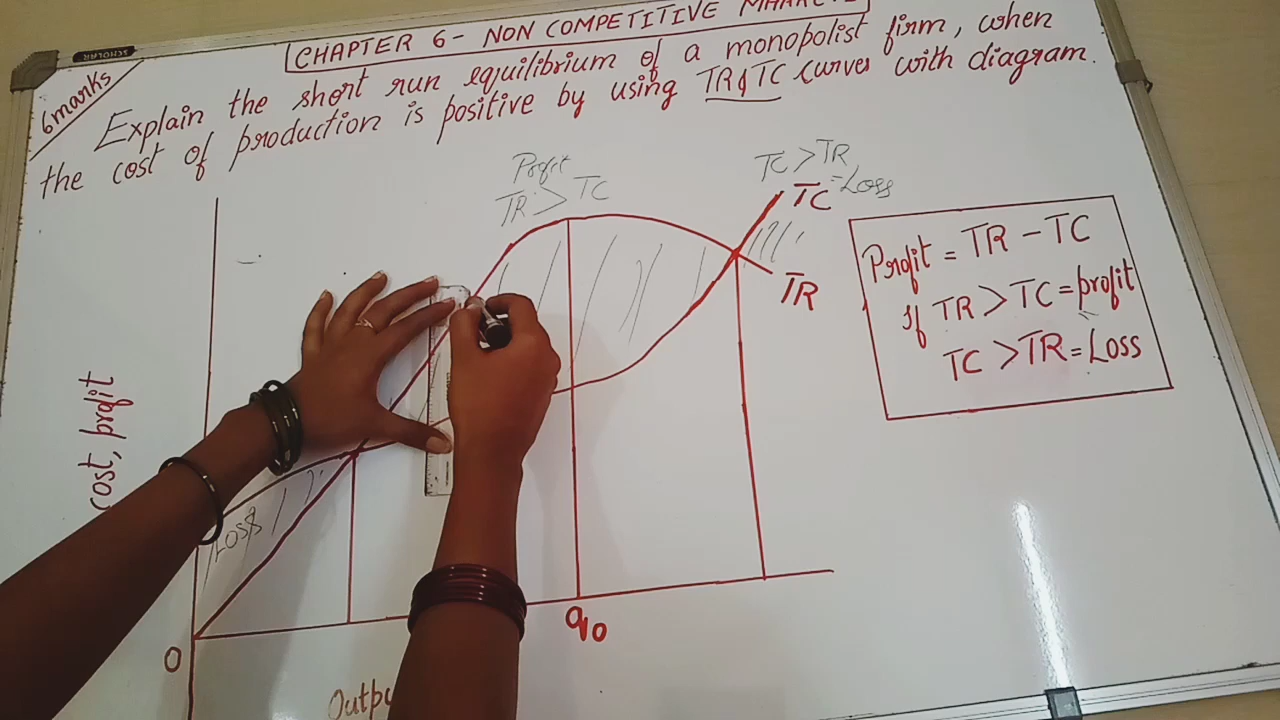 SCHOLAR
CHAPTER 6 - NON COMPETITIVE
6marks
Explain the short run equilibrium of a monopolist firm, when
the cost of production is positive by using TR & TC curves with diagram.
Profit
TR > TC
TC > TR
= Loss
TC
TR
Profit = TR - TC
If TR > TC = profit
TC > TR = Loss
cost, profit
Loss
0
q0